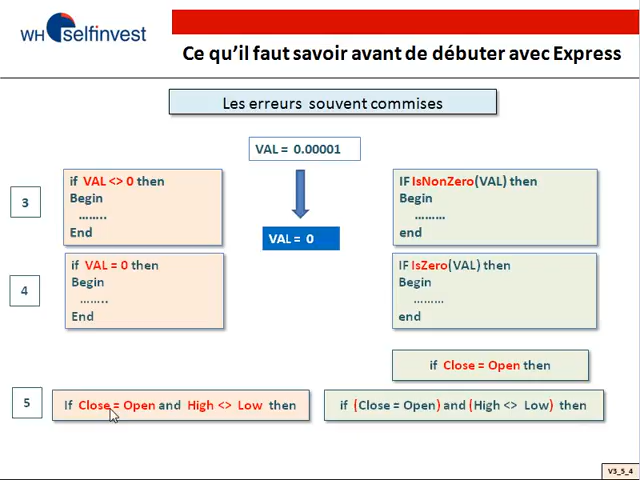 WH selfinvest
Ce qu'il faut savoir avant de débuter avec Express
Les erreurs souvent commises
VAL = 0.00001
3
if VAL <> 0 then
Begin
……..
End
VAL = 0
IF IsNonZero(VAL) then
Begin
………
end
4
if VAL = 0 then
Begin
……..
End
IF IsZero(VAL) then
Begin
………
end
if Close = Open then
5
If Close = Open and High <> Low then
if (Close = Open) and (High <> Low) then
V3_5_4